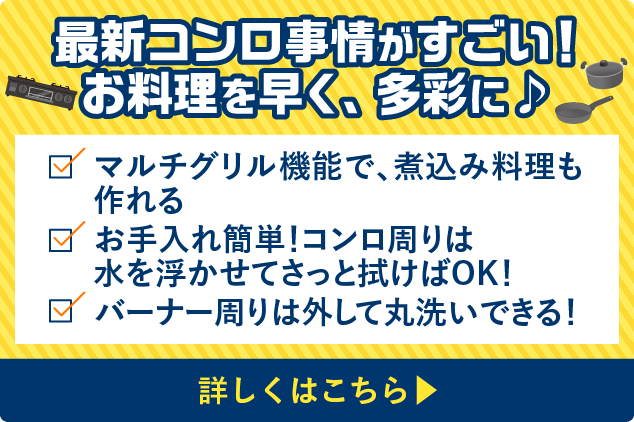 最新コンロ事情がすごい！
お料理を早く、多彩に♪
マルチグリル機能で、煮込み料理も
作れる
お手入れ簡単！コンロ周りは
水を浮かせてさっと拭けばOK！
バーナー周りは外して丸洗いできる！
詳しくはこちら▶